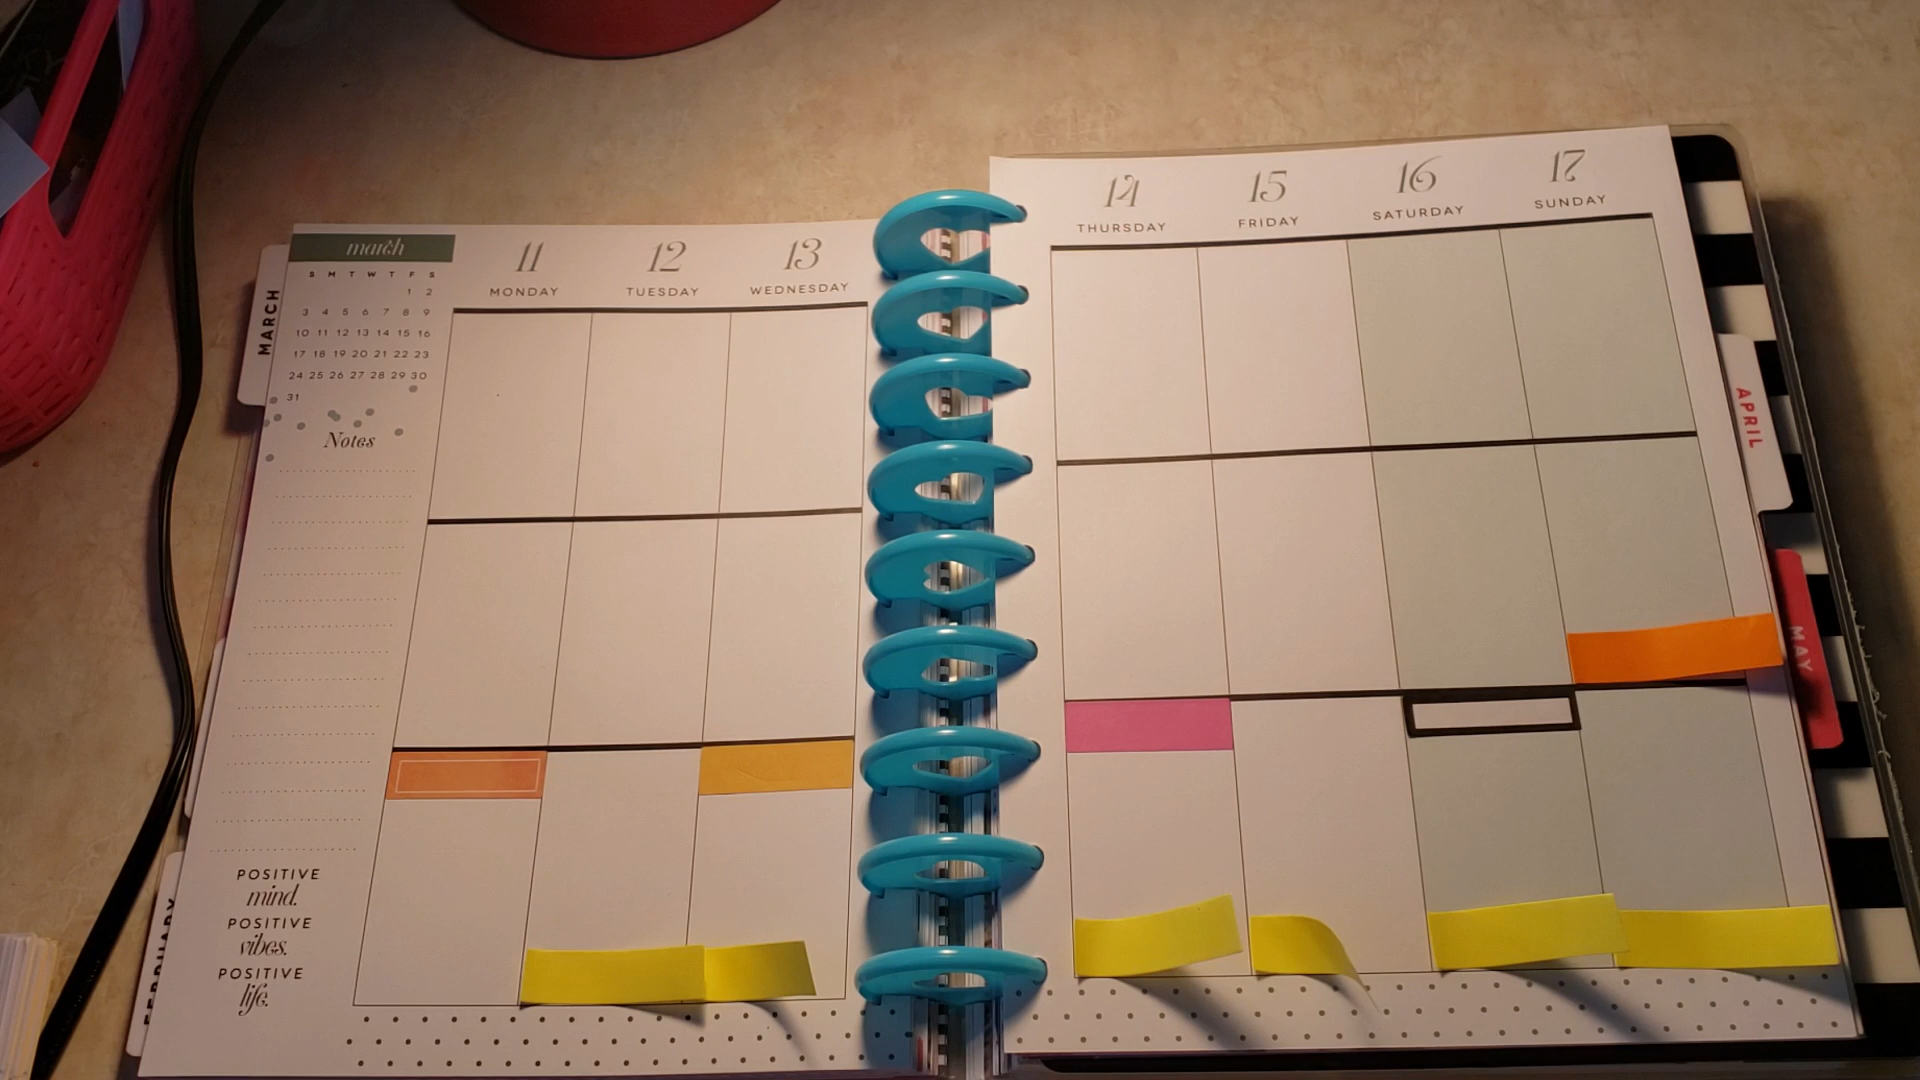 march
S M T W T F S
1 2
3 4 5 6 7 8 9
10 11 12 13 14 15 16
17 18 19 20 21 22 23
24 25 26 27 28 29 30
31
Notes
POSITIVE
mind.
POSITIVE
vibes.
POSITIVE
life.
MARCH
FEBRUARY
11
MONDAY
12
TUESDAY
13
WEDNESDAY
14
THURSDAY
15
FRIDAY
16
SATURDAY
17
SUNDAY
APRIL
MAY